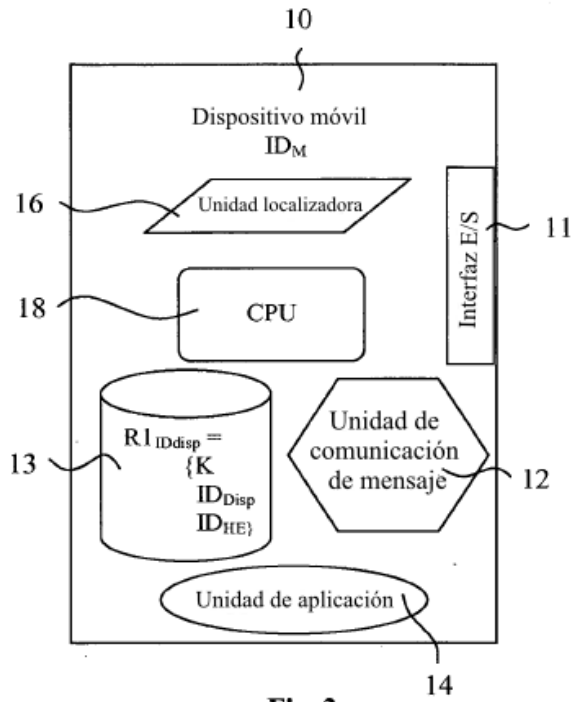 10
Dispositivo móvil
ID_M
16
Unidad localizadora
11
Interfaz E/S
18
CPU
13
R1_IDdisp =
{K
ID_Disp
ID_HE}
Unidad de
comunicación
de mensaje
12
Unidad de aplicación
14